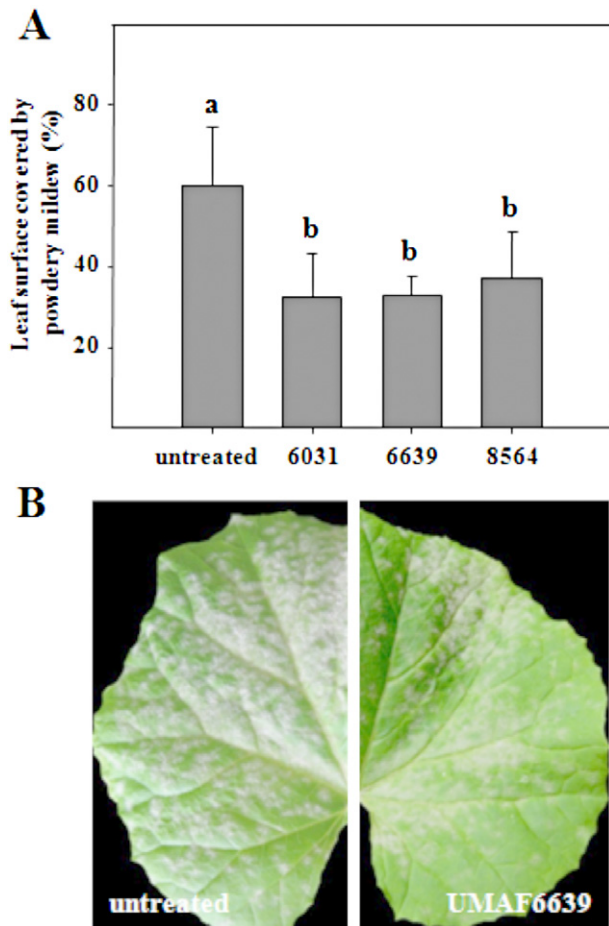 A
Leaf surface covered by
powdery mildew (%)
80
60
40
20
a
b
b
b
untreated 6031 6639 8564
B
untreated
UMAF6639